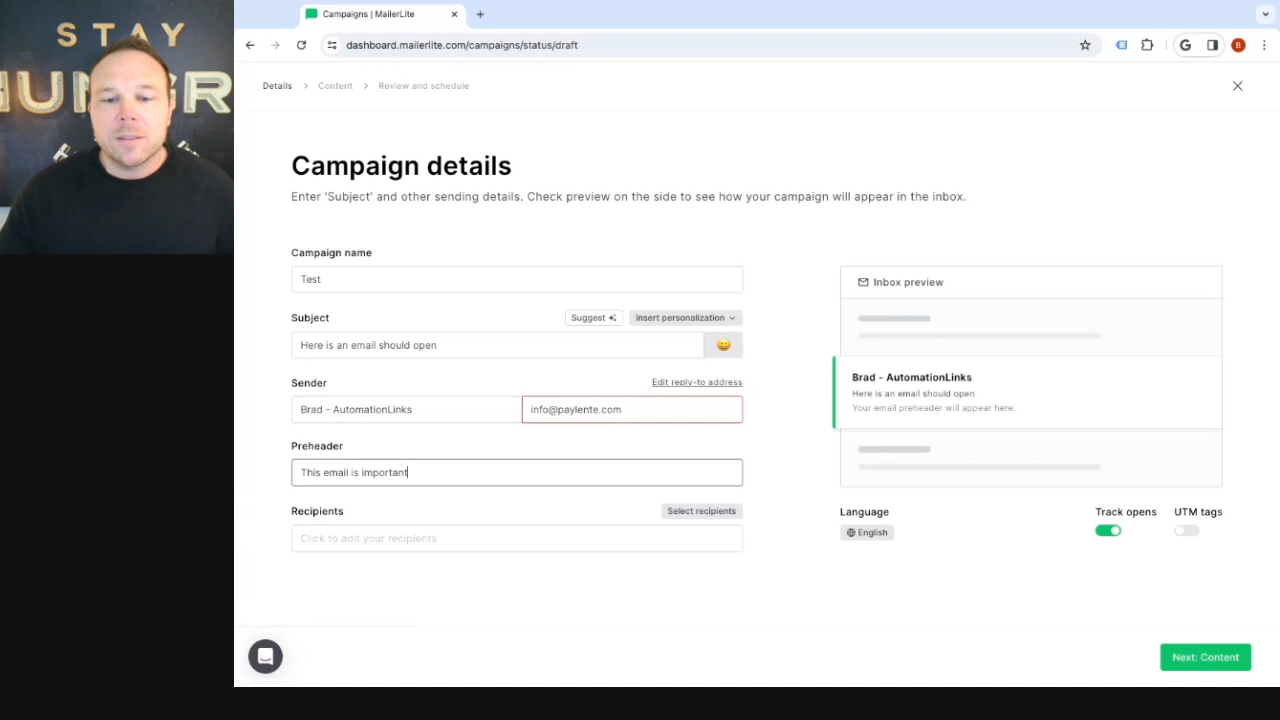 STAY
HUNGR
Campaigns | MailerLite
dashboard.mailerlite.com/campaigns/status/draft
G
B
Details > Content > Review and schedule
Campaign details
Enter 'Subject' and other sending details. Check preview on the side to see how your campaign will appear in the inbox.
Campaign name
Test
Subject
Suggest
Insert personalization
Here is an email should open
Sender
Edit reply-to address
Brad - AutomationLinks
info@paylente.com
Preheader
This email is important
Recipients
Select recipients
Click to add your recipients
Inbox preview
Brad - AutomationLinks
Here is an email should open
Your email preheader will appear here.
Language
Track opens
UTM tags
English
Next: Content